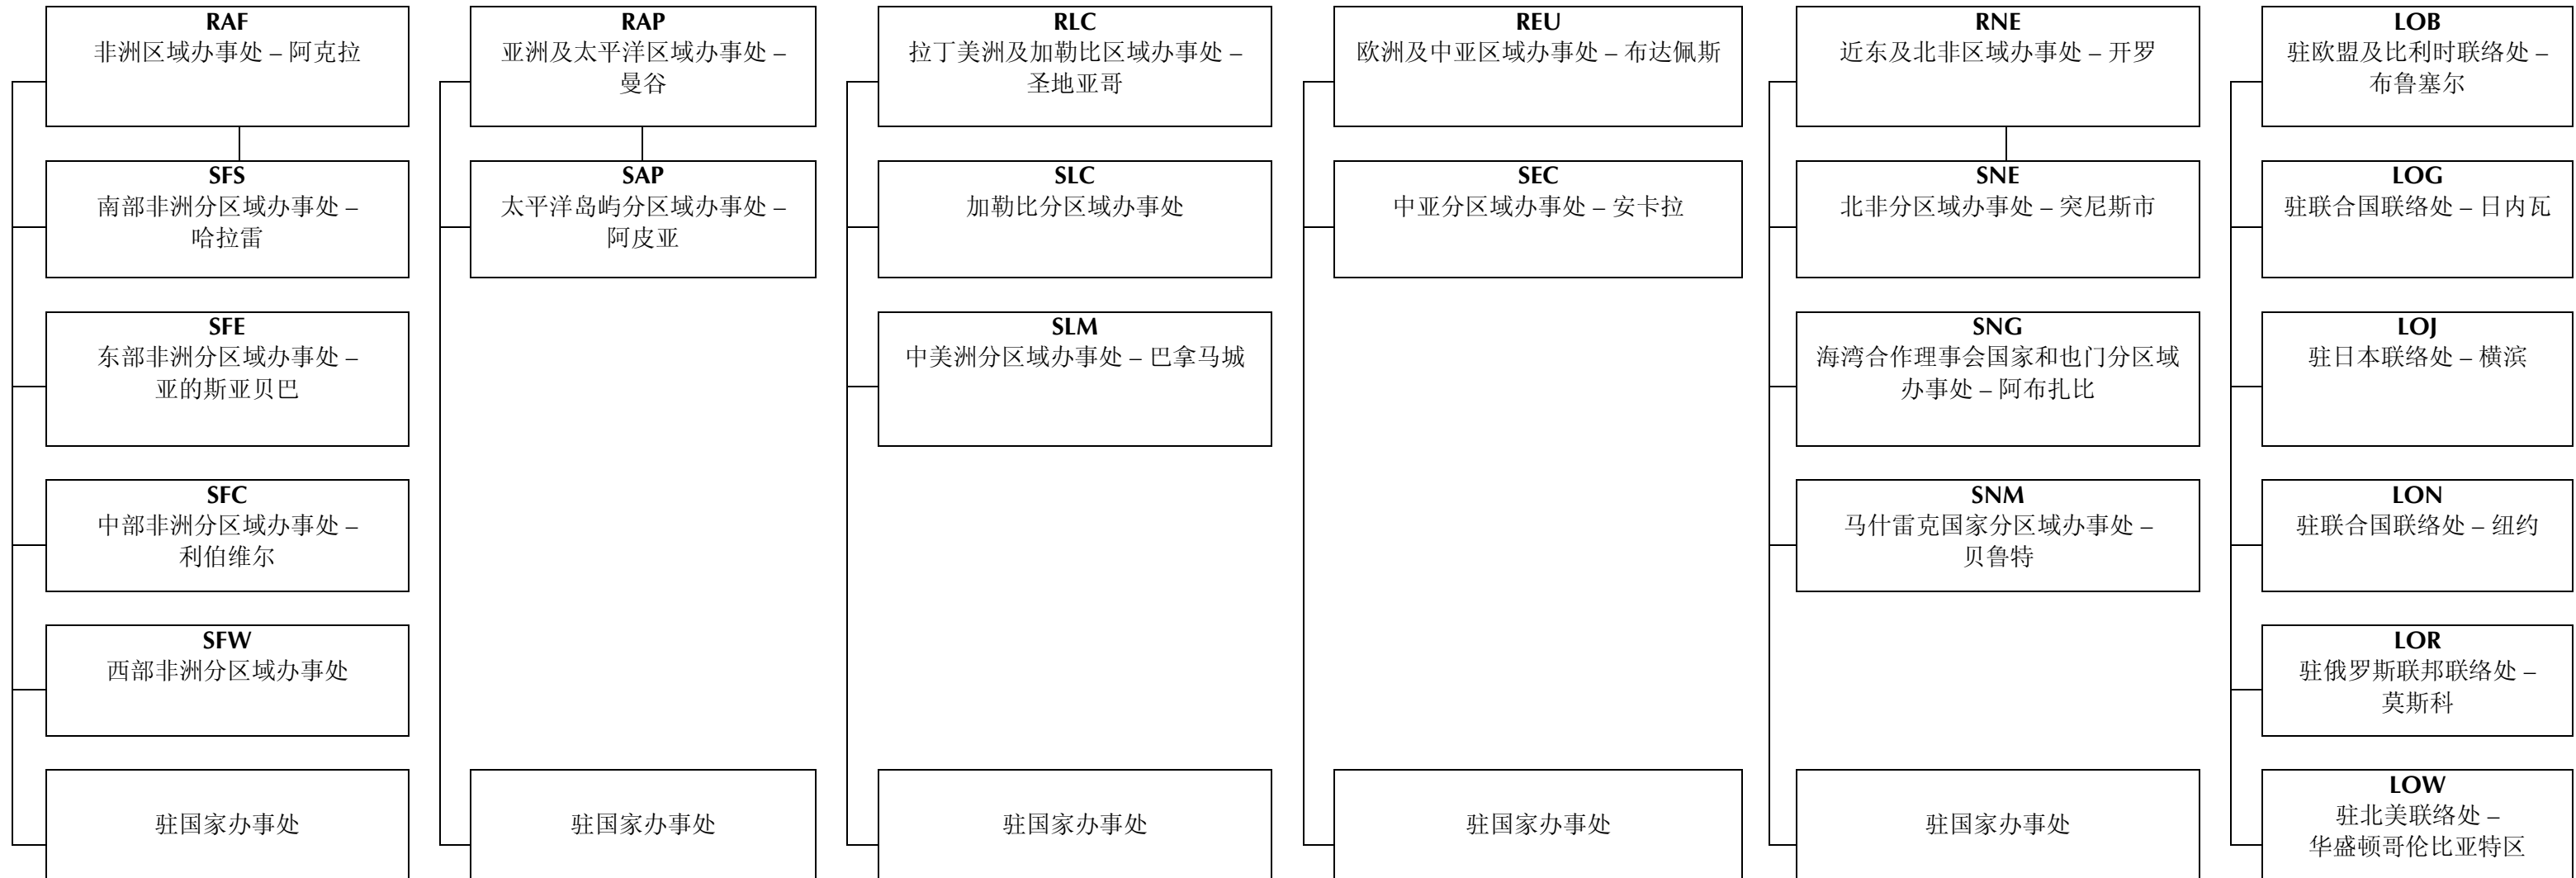 RAF
非洲区域办事处 – 阿克拉
SFS
南部非洲分区域办事处 –
哈拉雷
SFE
东部非洲分区域办事处 –
亚的斯亚贝巴
SFC
中部非洲分区域办事处 –
利伯维尔
SFW
西部非洲分区域办事处
驻国家办事处
RAP
亚洲及太平洋区域办事处 –
曼谷
SAP
太平洋岛屿分区域办事处 –
阿皮亚
驻国家办事处
RLC
拉丁美洲及加勒比区域办事处 –
圣地亚哥
SLC
加勒比分区域办事处
SLM
中美洲分区域办事处 – 巴拿马城
驻国家办事处
REU
欧洲及中亚区域办事处 – 布达佩斯
SEC
中亚分区域办事处 – 安卡拉
驻国家办事处
RNE
近东及北非区域办事处 – 开罗
SNE
北非分区域办事处 – 突尼斯市
SNG
海湾合作理事会国家和也门分区域
办事处 – 阿布扎比
SNM
马什雷克国家分区域办事处 –
贝鲁特
驻国家办事处
LOB
驻欧盟及比利时联络处 –
布鲁塞尔
LOG
驻联合国联络处 – 日内瓦
LOJ
驻日本联络处 – 横滨
LON
驻联合国联络处 – 纽约
LOR
驻俄罗斯联邦联络处 –
莫斯科
LOW
驻北美联络处 –
华盛顿哥伦比亚特区